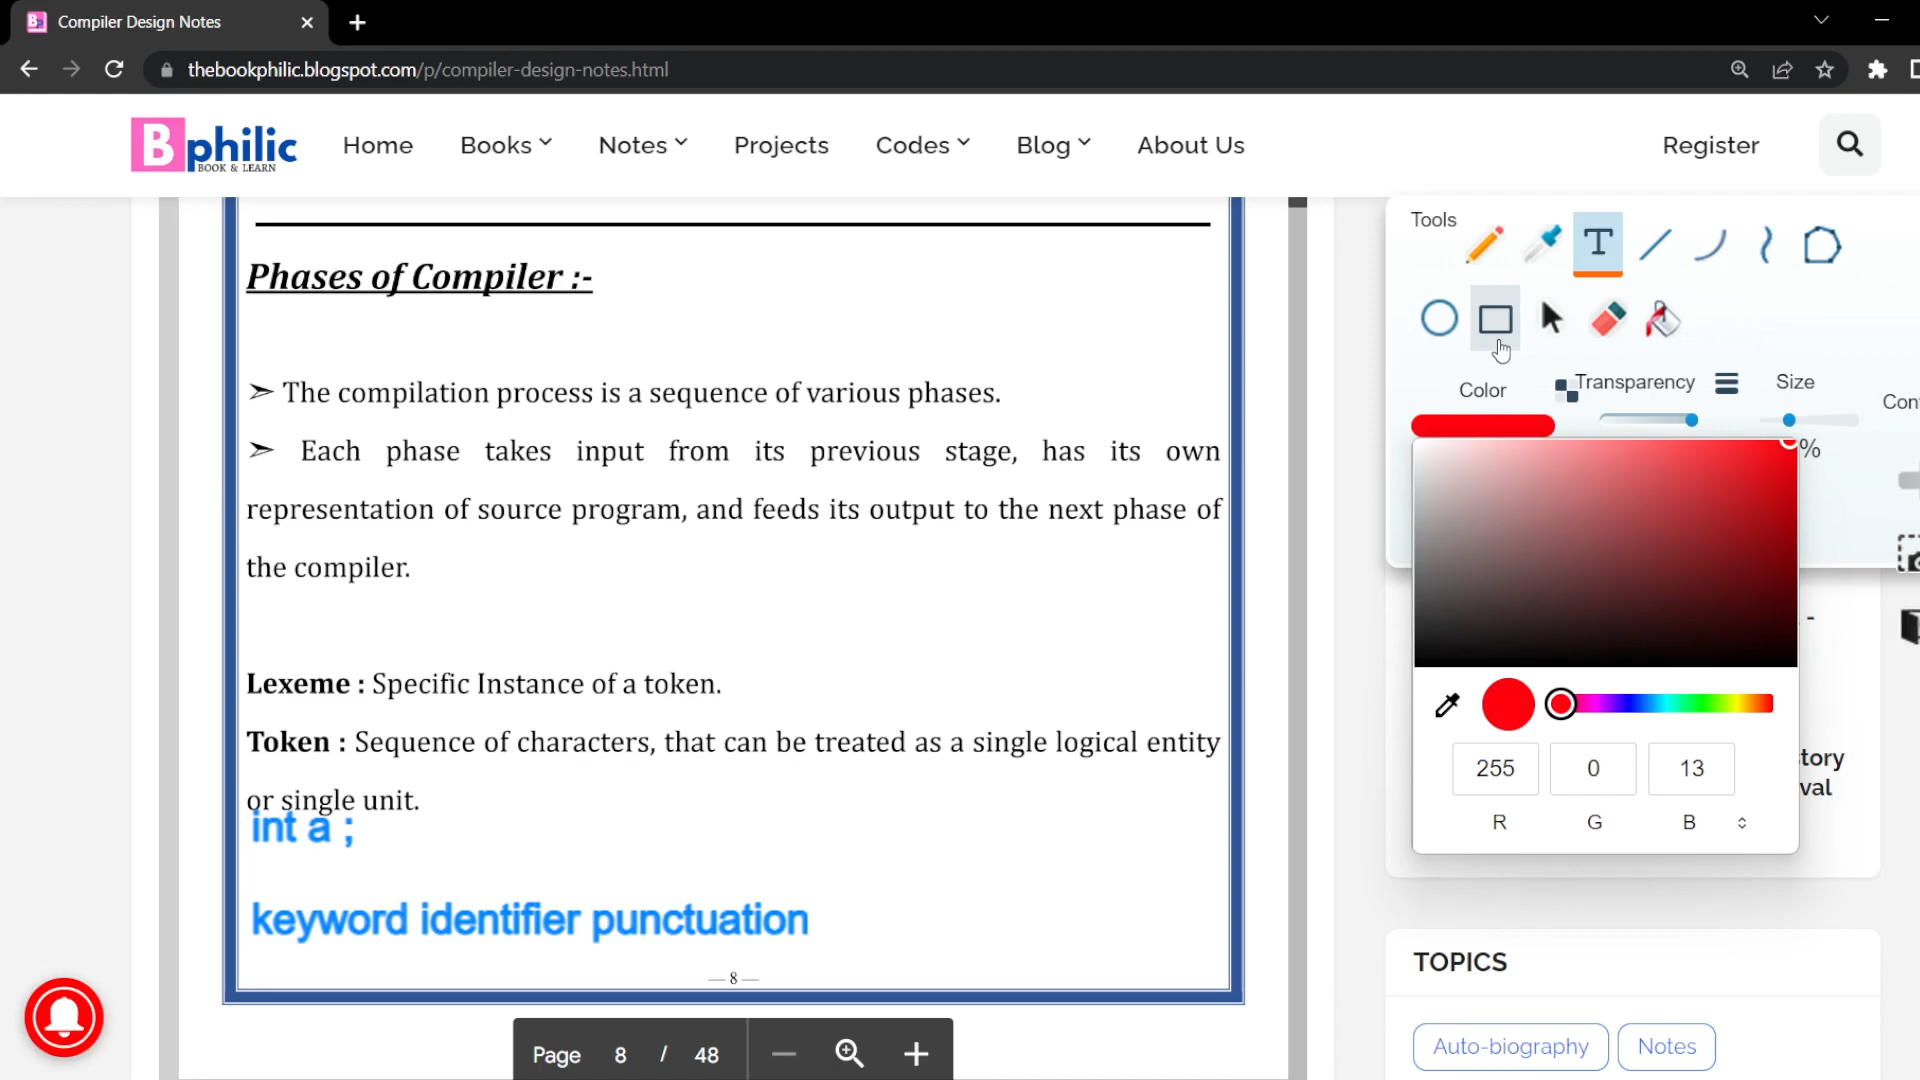 Compiler Design Notes
thebookphilic.blogspot.com/p/compiler-design-notes.html
Bphilic
BOOK & LEARN
Home Books Notes Projects Codes Blog About Us Register
Phases of Compiler :-
➢ The compilation process is a sequence of various phases.
➢ Each phase takes input from its previous stage, has its own
representation of source program, and feeds its output to the next phase of
the compiler.
Lexeme : Specific Instance of a token.
Token : Sequence of characters, that can be treated as a single logical entity
or single unit.
int a ;
keyword identifier punctuation
— 8 —
Page 8 / 48
Tools
Color Transparency Size
%
255 0 13
R G B
TOPICS
Auto-biography Notes